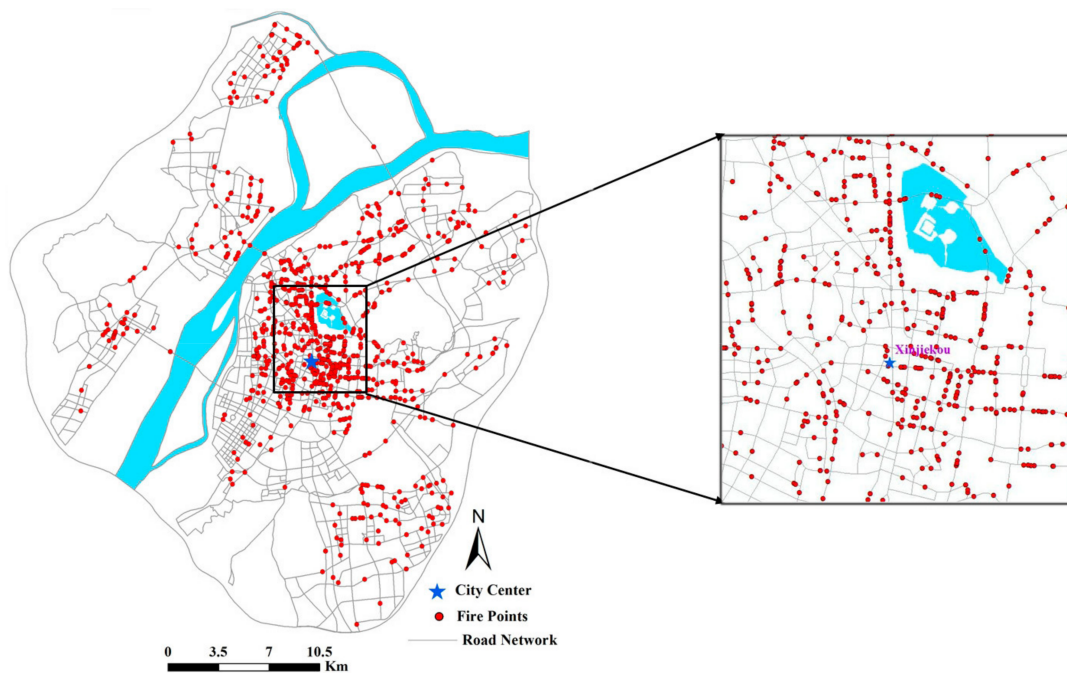 Xinjiekou
N
City Center
Fire Points
Road Network
0 3.5 7 10.5
Km